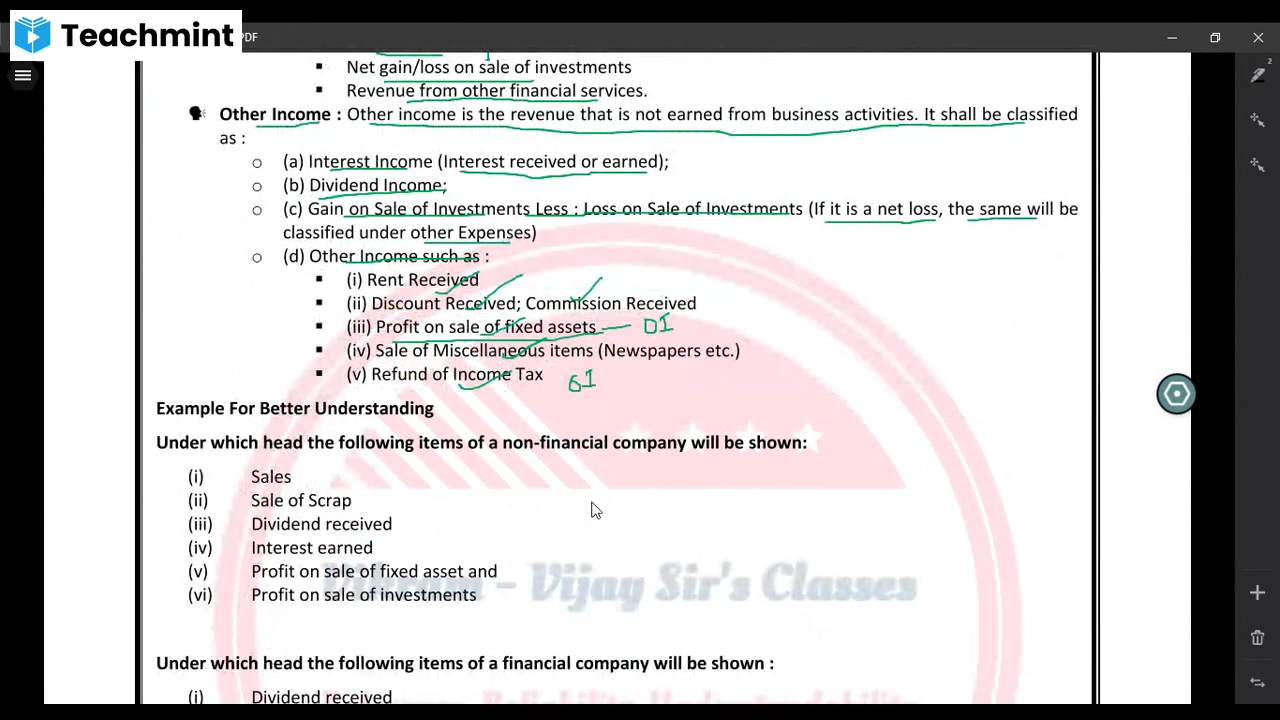 Teachmint
PDF
Net gain/loss on sale of investments
Revenue from other financial services.
Other Income : Other income is the revenue that is not earned from business activities. It shall be classified
as :
(a) Interest Income (Interest received or earned);
(b) Dividend Income;
(c) Gain on Sale of Investments Less : Loss on Sale of Investments (If it is a net loss, the same will be
classified under other Expenses)
(d) Other Income such as :
(i) Rent Received
(ii) Discount Received; Commission Received
(iii) Profit on sale of fixed assets — OI
(iv) Sale of Miscellaneous items (Newspapers etc.)
(v) Refund of Income Tax OI
Example For Better Understanding
Under which head the following items of a non-financial company will be shown:
(i) Sales
(ii) Sale of Scrap
(iii) Dividend received
(iv) Interest earned
(v) Profit on sale of fixed asset and
(vi) Profit on sale of investments
Vikram – Vijay Sir's Classes
Under which head the following items of a financial company will be shown :
(i) Dividend received